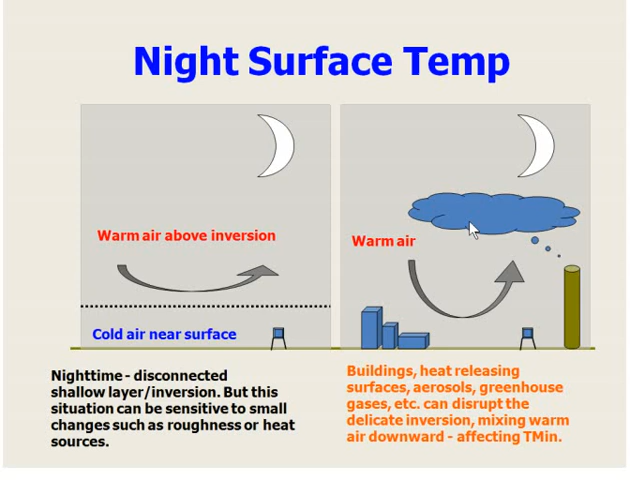 Night Surface Temp
Warm air above inversion
Cold air near surface
Warm air
Nighttime - disconnected
shallow layer/inversion. But this
situation can be sensitive to small
changes such as roughness or heat
sources.
Buildings, heat releasing
surfaces, aerosols, greenhouse
gases, etc. can disrupt the
delicate inversion, mixing warm
air downward - affecting TMin.